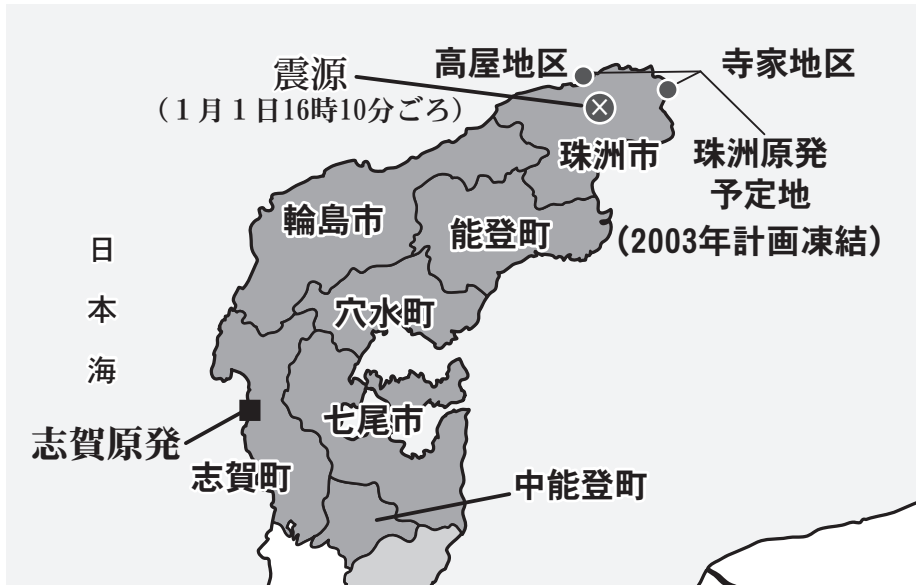 震源
（１月１日16時10分ごろ）
高屋地区
寺家地区
珠洲市
珠洲原発
予定地
（2003年計画凍結）
輪島市
能登町
日本海
穴水町
七尾市
志賀原発
志賀町
中能登町